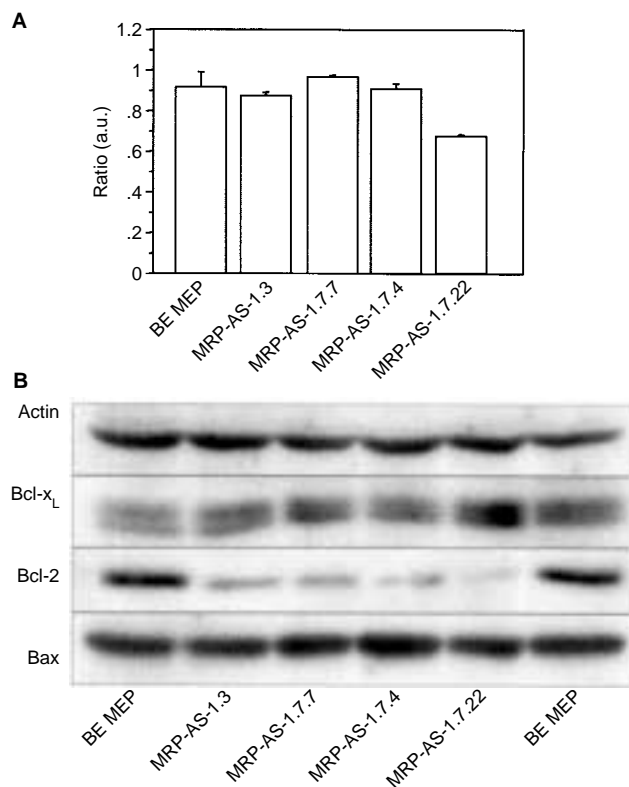 A
1.2
1
.8
.6
.4
.2
0
Ratio (a.u.)
BE MEP
MRP-AS-1.3
MRP-AS-1.7.7
MRP-AS-1.7.4
MRP-AS-1.7.22
B
Actin
Bcl-xL
Bcl-2
Bax
BE MEP
MRP-AS-1.3
MRP-AS-1.7.7
MRP-AS-1.7.4
MRP-AS-1.7.22
BE MEP